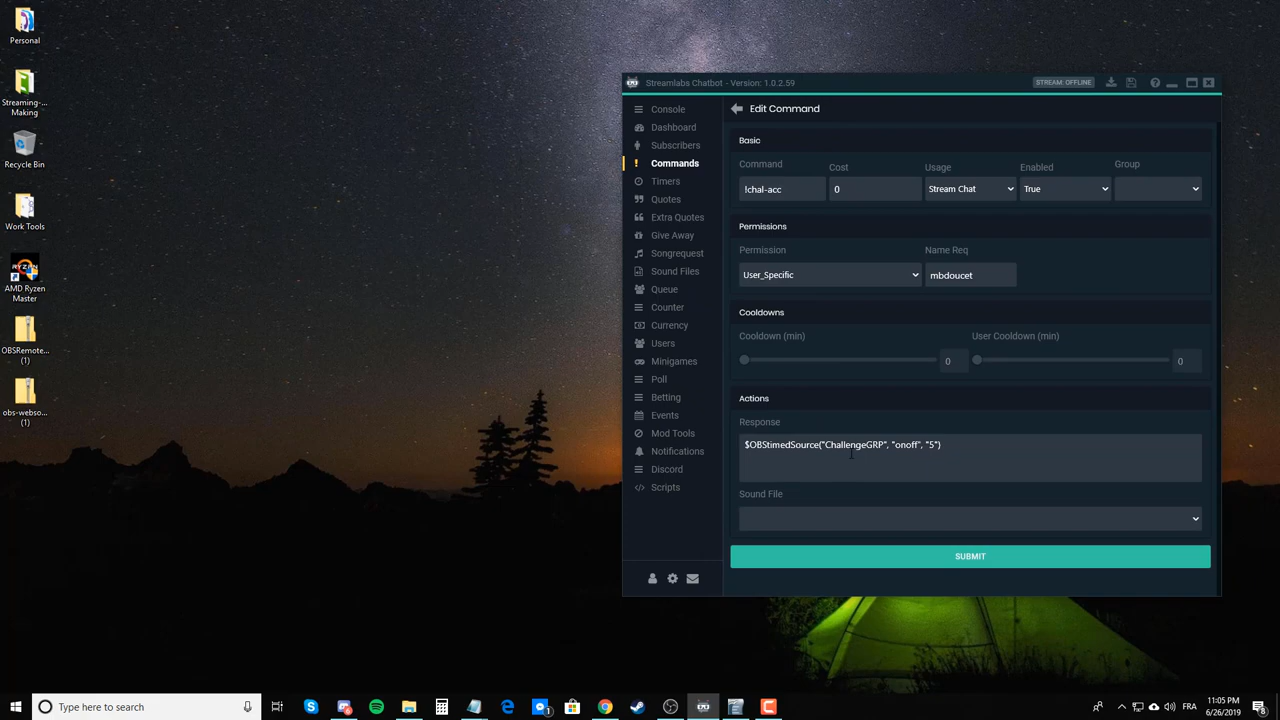 Personal
Streaming-...
Making
Recycle Bin
Work Tools
RYZEN
AMD Ryzen
Master
OBSRemote...
(1)
obs-webso...
(1)
Streamlabs Chatbot - Version: 1.0.2.59
STREAM: OFFLINE
Console
Dashboard
Subscribers
Commands
Timers
Quotes
Extra Quotes
Give Away
Songrequest
Sound Files
Queue
Counter
Currency
Users
Minigames
Poll
Betting
Events
Mod Tools
Notifications
Discord
Scripts
Edit Command
Basic
Command Cost Usage Enabled Group
!chal-acc 0 Stream Chat True
Permissions
Permission Name Req
User_Specific mbdoucet
Cooldowns
Cooldown (min) User Cooldown (min)
0 0
Actions
Response
$OBStimedSource("ChallengeGRP", "onoff", "5")
Sound File
SUBMIT
Type here to search
1
FRA
11:05 PM
6/26/2019
8